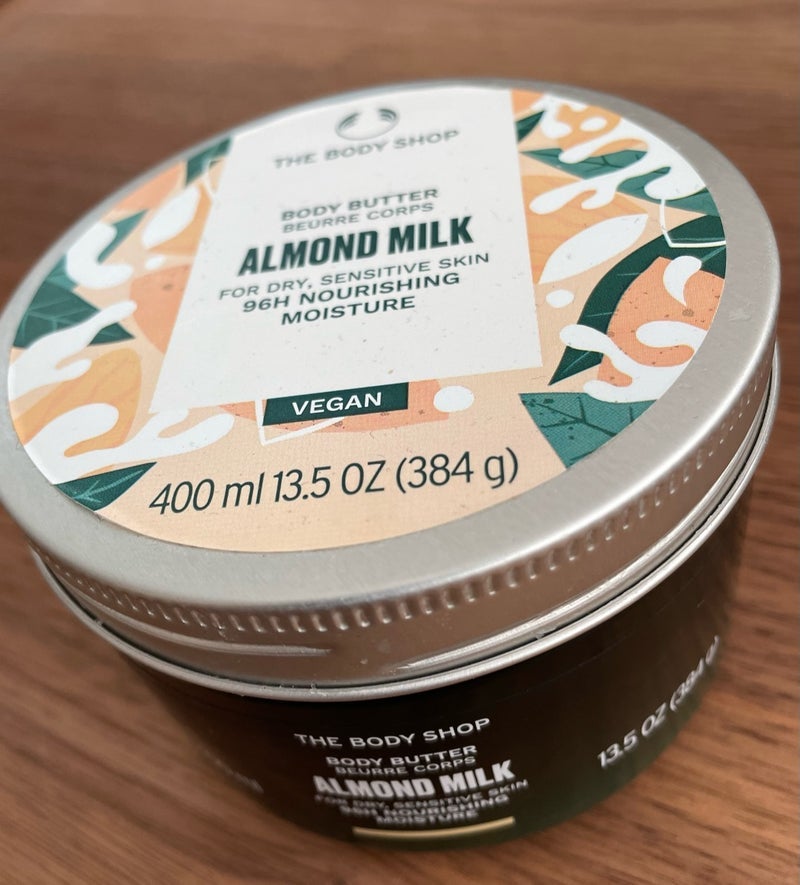 THE BODY SHOP
BODY BUTTER
BEURRE CORPS
ALMOND MILK
FOR DRY, SENSITIVE SKIN
96H NOURISHING
MOISTURE
VEGAN
400 ml 13.5 OZ (384 g)
THE BODY SHOP
BODY BUTTER
BEURRE CORPS
ALMOND MILK
FOR DRY, SENSITIVE SKIN
96H NOURISHING
MOISTURE
13.5 OZ